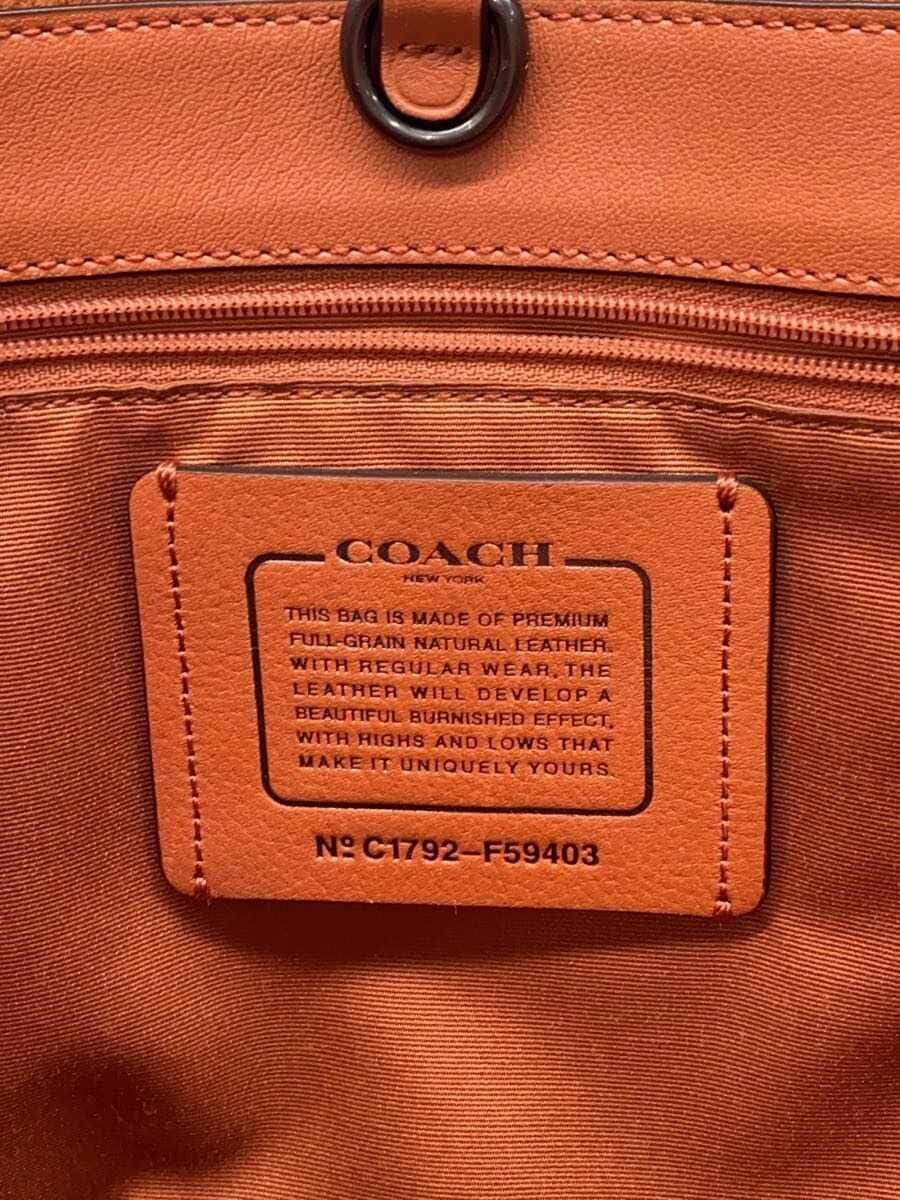 COACH
NEW YORK
THIS BAG IS MADE OF PREMIUM
FULL-GRAIN NATURAL LEATHER.
WITH REGULAR WEAR, THE
LEATHER WILL DEVELOP A
BEAUTIFUL BURNISHED EFFECT,
WITH HIGHS AND LOWS THAT
MAKE IT UNIQUELY YOURS.
Nº C1792-F59403